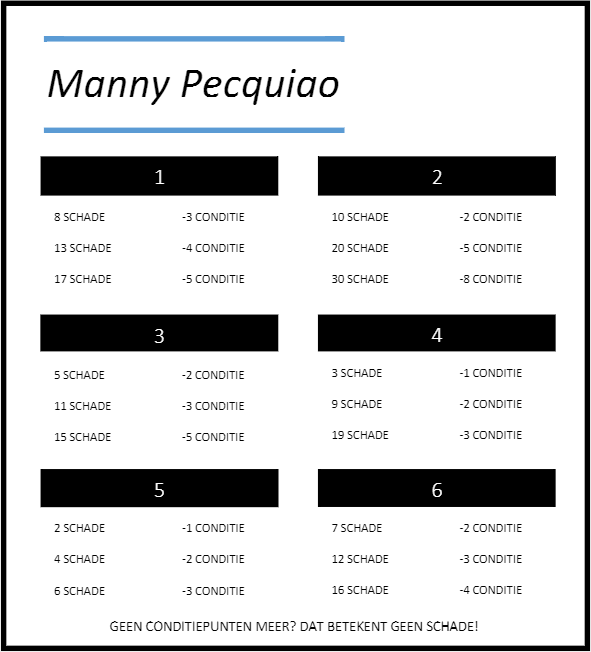 Manny Pecquiao
1 2
8 SCHADE -3 CONDITIE 10 SCHADE -2 CONDITIE
13 SCHADE -4 CONDITIE 20 SCHADE -5 CONDITIE
17 SCHADE -5 CONDITIE 30 SCHADE -8 CONDITIE
3 4
5 SCHADE -2 CONDITIE 3 SCHADE -1 CONDITIE
11 SCHADE -3 CONDITIE 9 SCHADE -2 CONDITIE
15 SCHADE -5 CONDITIE 19 SCHADE -3 CONDITIE
5 6
2 SCHADE -1 CONDITIE 7 SCHADE -2 CONDITIE
4 SCHADE -2 CONDITIE 12 SCHADE -3 CONDITIE
6 SCHADE -3 CONDITIE 16 SCHADE -4 CONDITIE
GEEN CONDITIEPUNTEN MEER? DAT BETEKENT GEEN SCHADE!